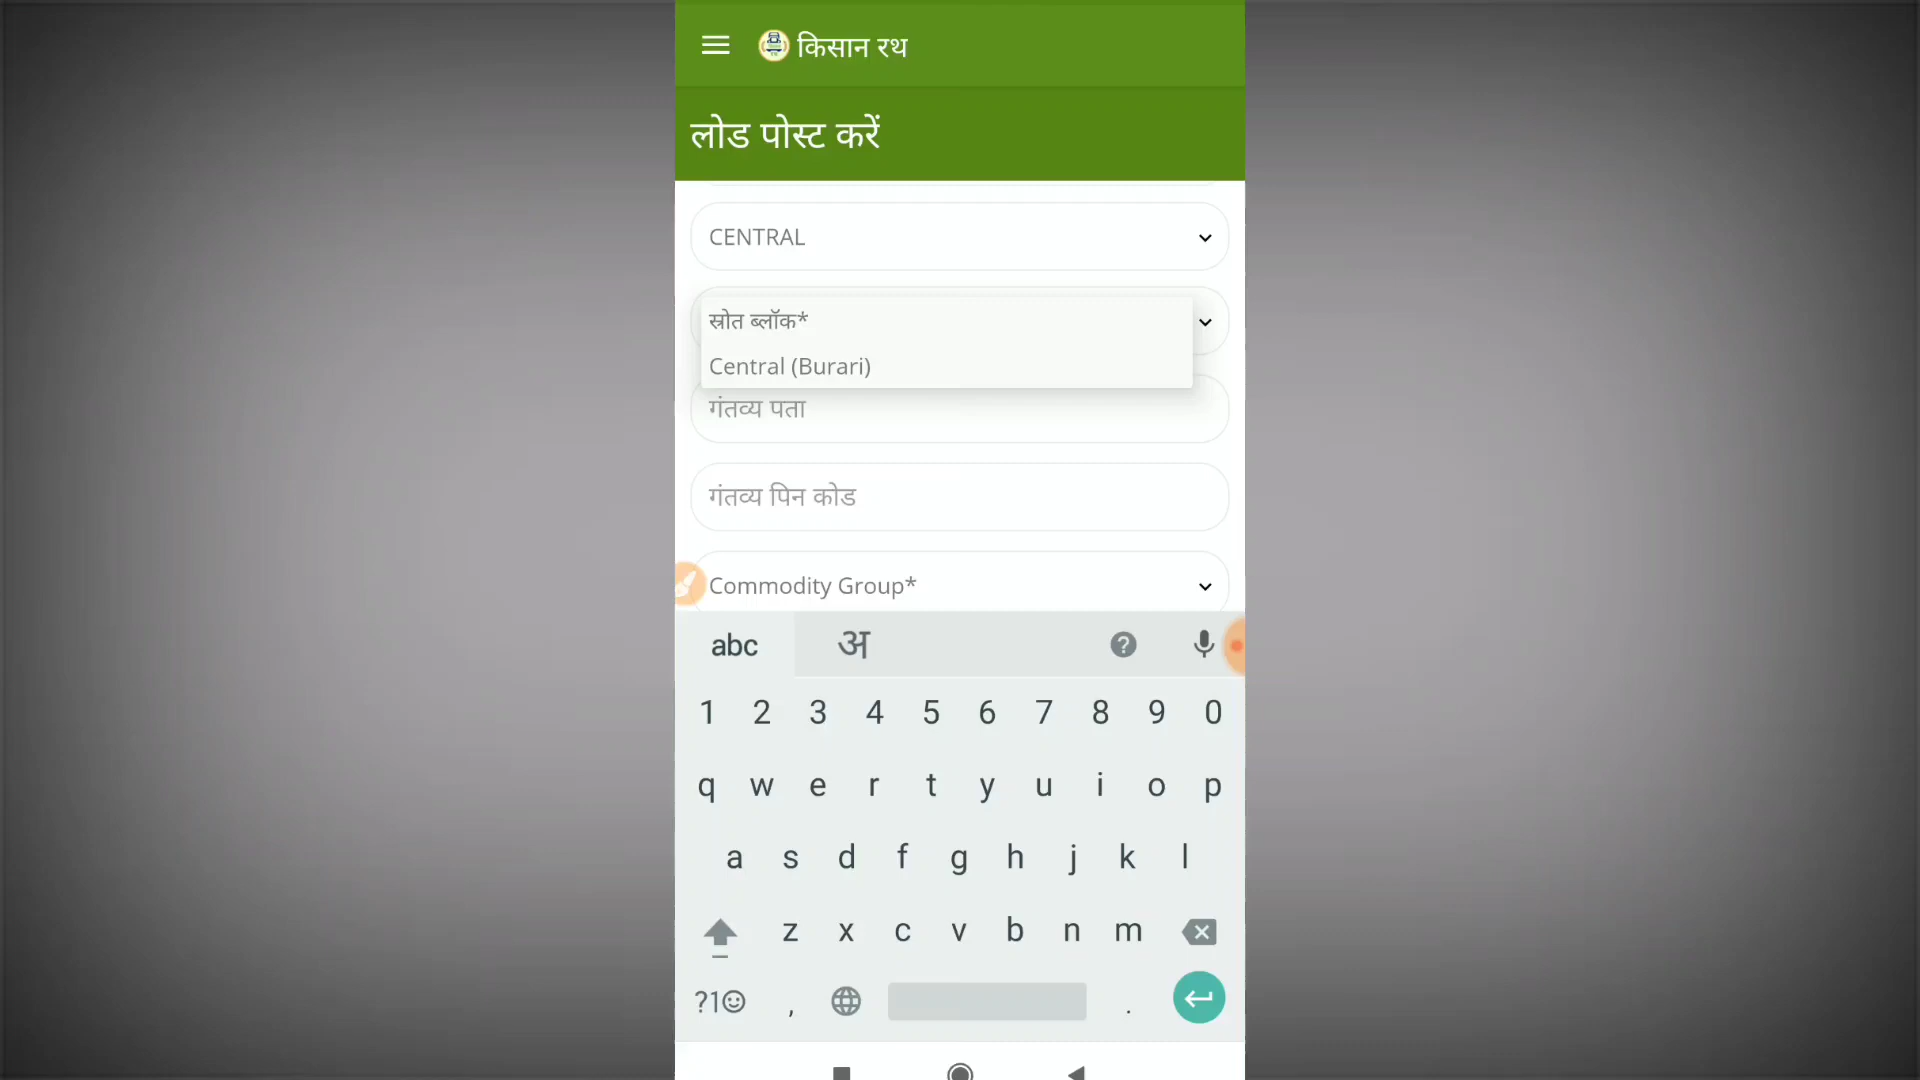 किसान रथ
लोड पोस्ट करें
CENTRAL
स्रोत ब्लॉक*
Central (Burari)
गंतव्य पता
गंतव्य पिन कोड
Commodity Group*
abc अ
1 2 3 4 5 6 7 8 9 0
q w e r t y u i o p
a s d f g h j k l
z x c v b n m
?1☺ , .